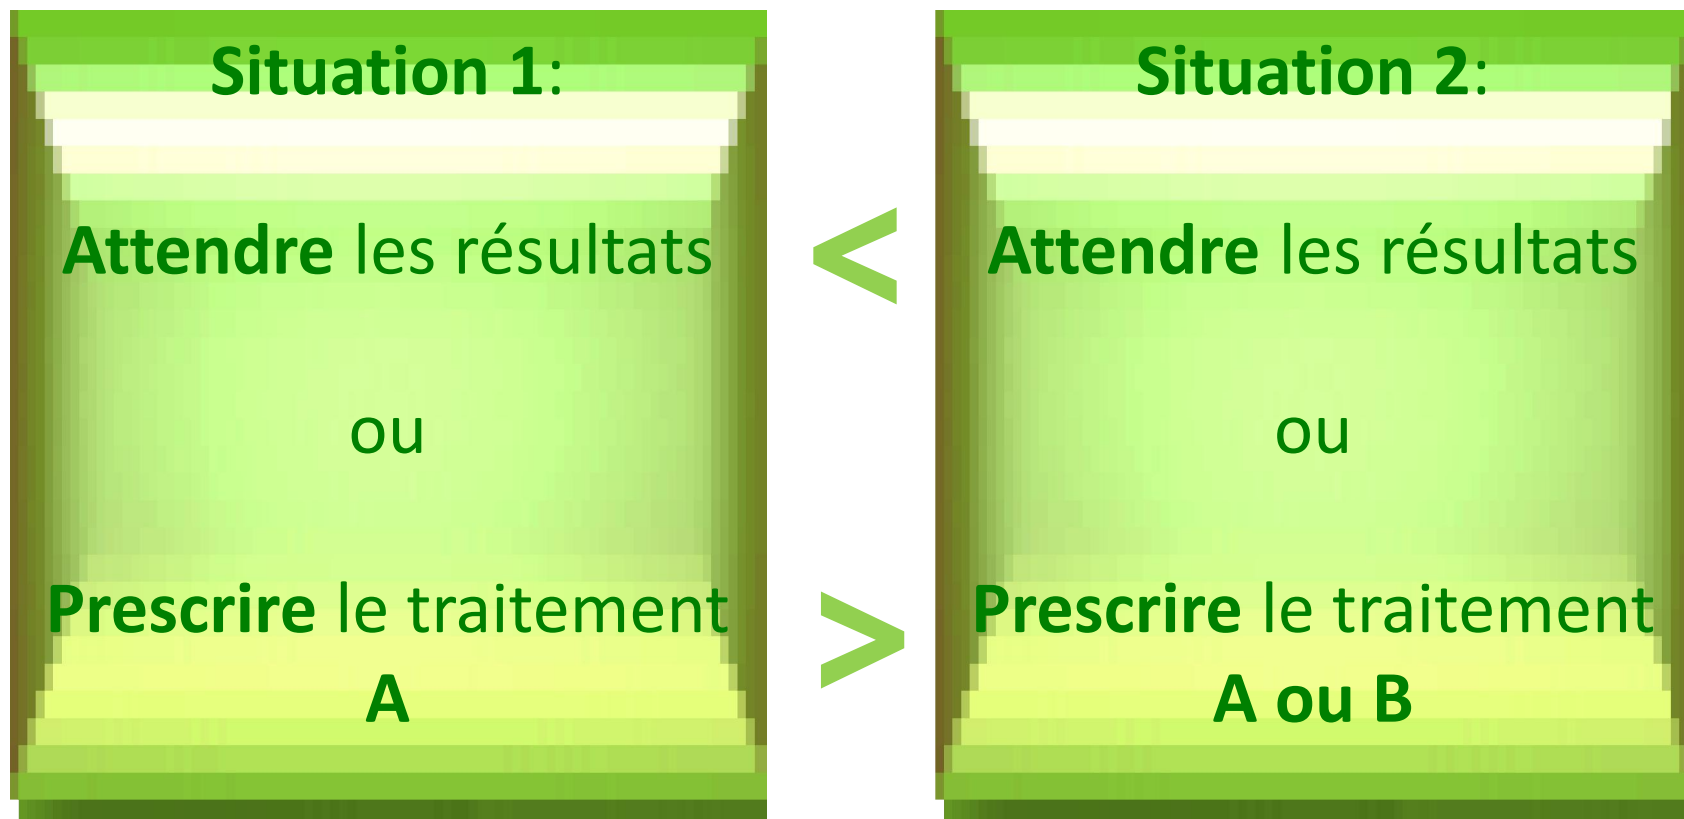 Situation 1:
Attendre les résultats
ou
Prescrire le traitement
A
<
>
Situation 2:
Attendre les résultats
ou
Prescrire le traitement
A ou B